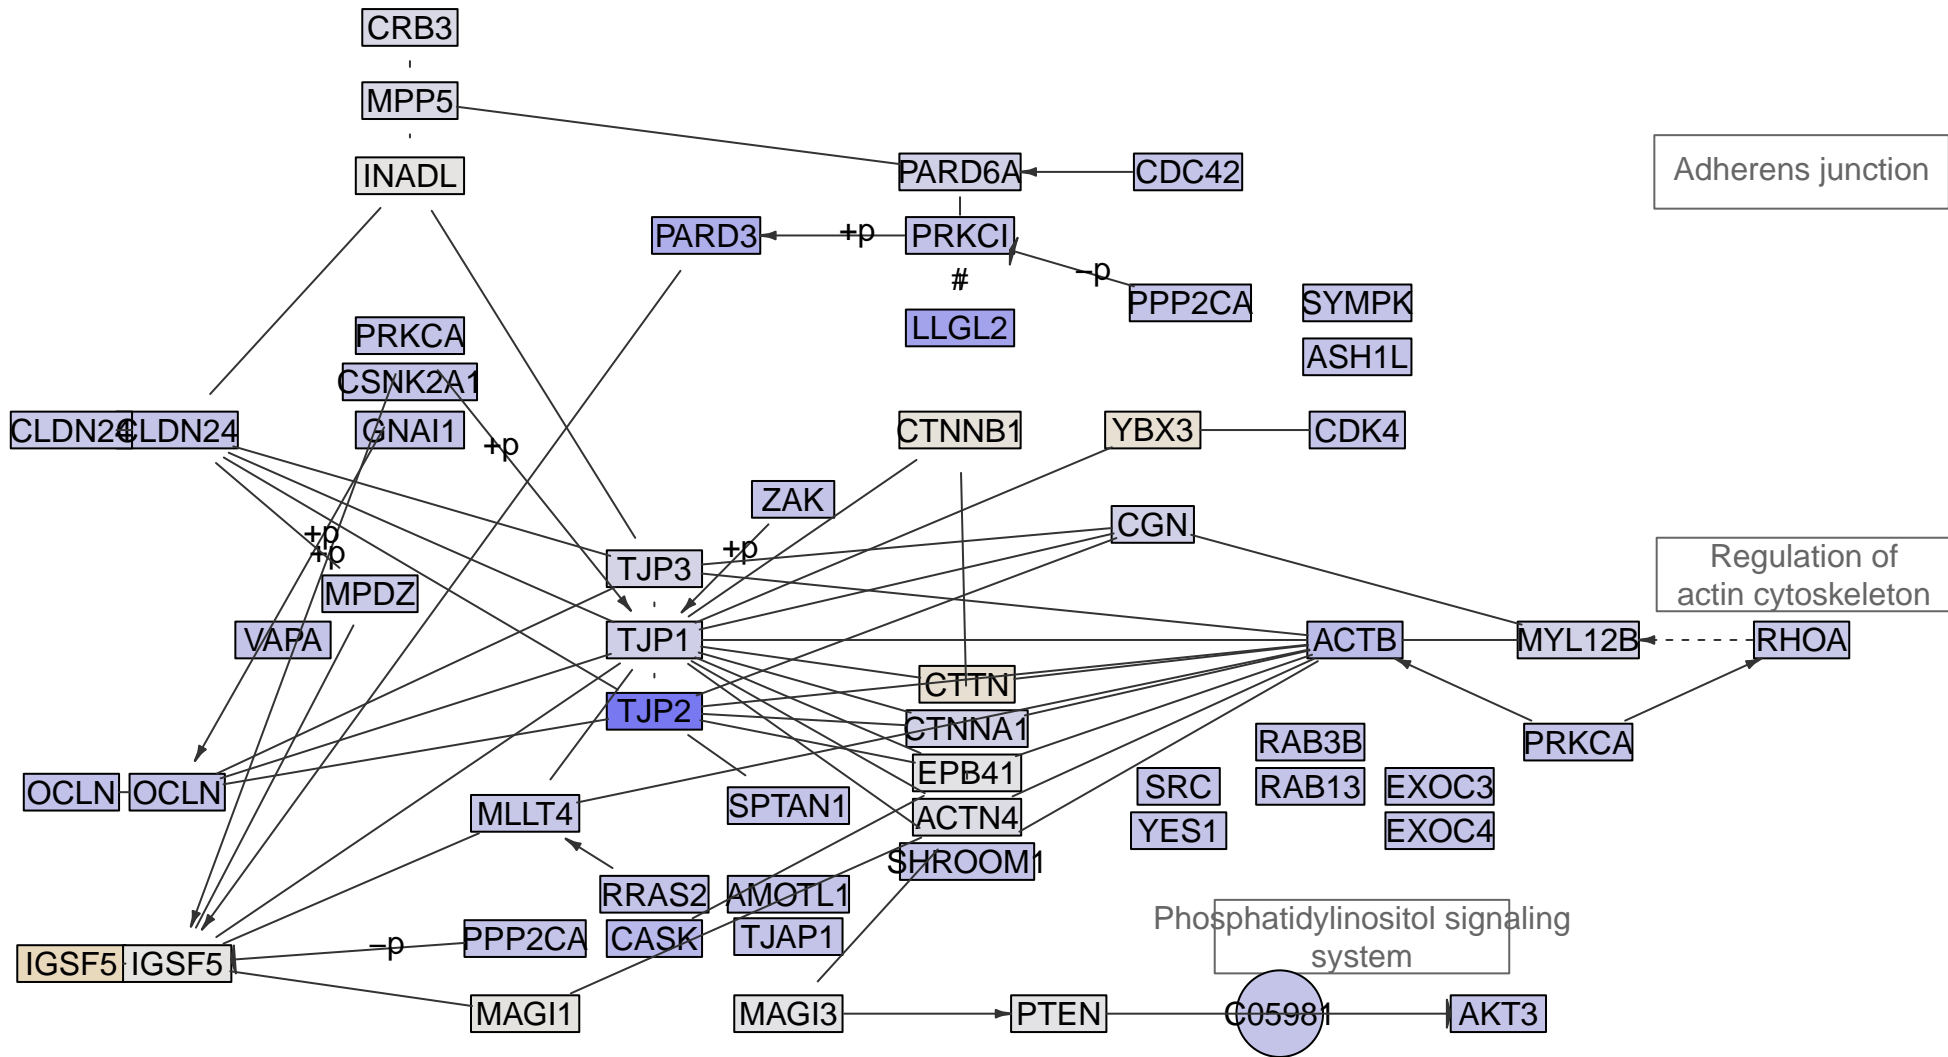 CRB3
MPP5
INADL
PARD6A
CDC42
Adherens junction
PARD3
+p
PRKCI
#
−p
PPP2CA
SYMPK
LLGL2
PRKCA
ASH1L
CSNK2A1
CLDN24
CLDN24
GNAI1
+p
CTNNB1
YBX3
CDK4
ZAK
CGN
+p
+p
+p
TJP3
MPDZ
Regulation of
actin cytoskeleton
VAPA
TJP1
ACTB
MYL12B
RHOA
CTTN
TJP2
CTNNA1
RAB3B
PRKCA
EPB41
OCLN
OCLN
MLLT4
SPTAN1
SRC
RAB13
EXOC3
ACTN4
YES1
EXOC4
SHROOM1
RRAS2
AMOTL1
PPP2CA
CASK
TJAP1
−p
Phosphatidylinositol signaling
system
IGSF5
IGSF5
MAGI1
MAGI3
PTEN
C05981
AKT3